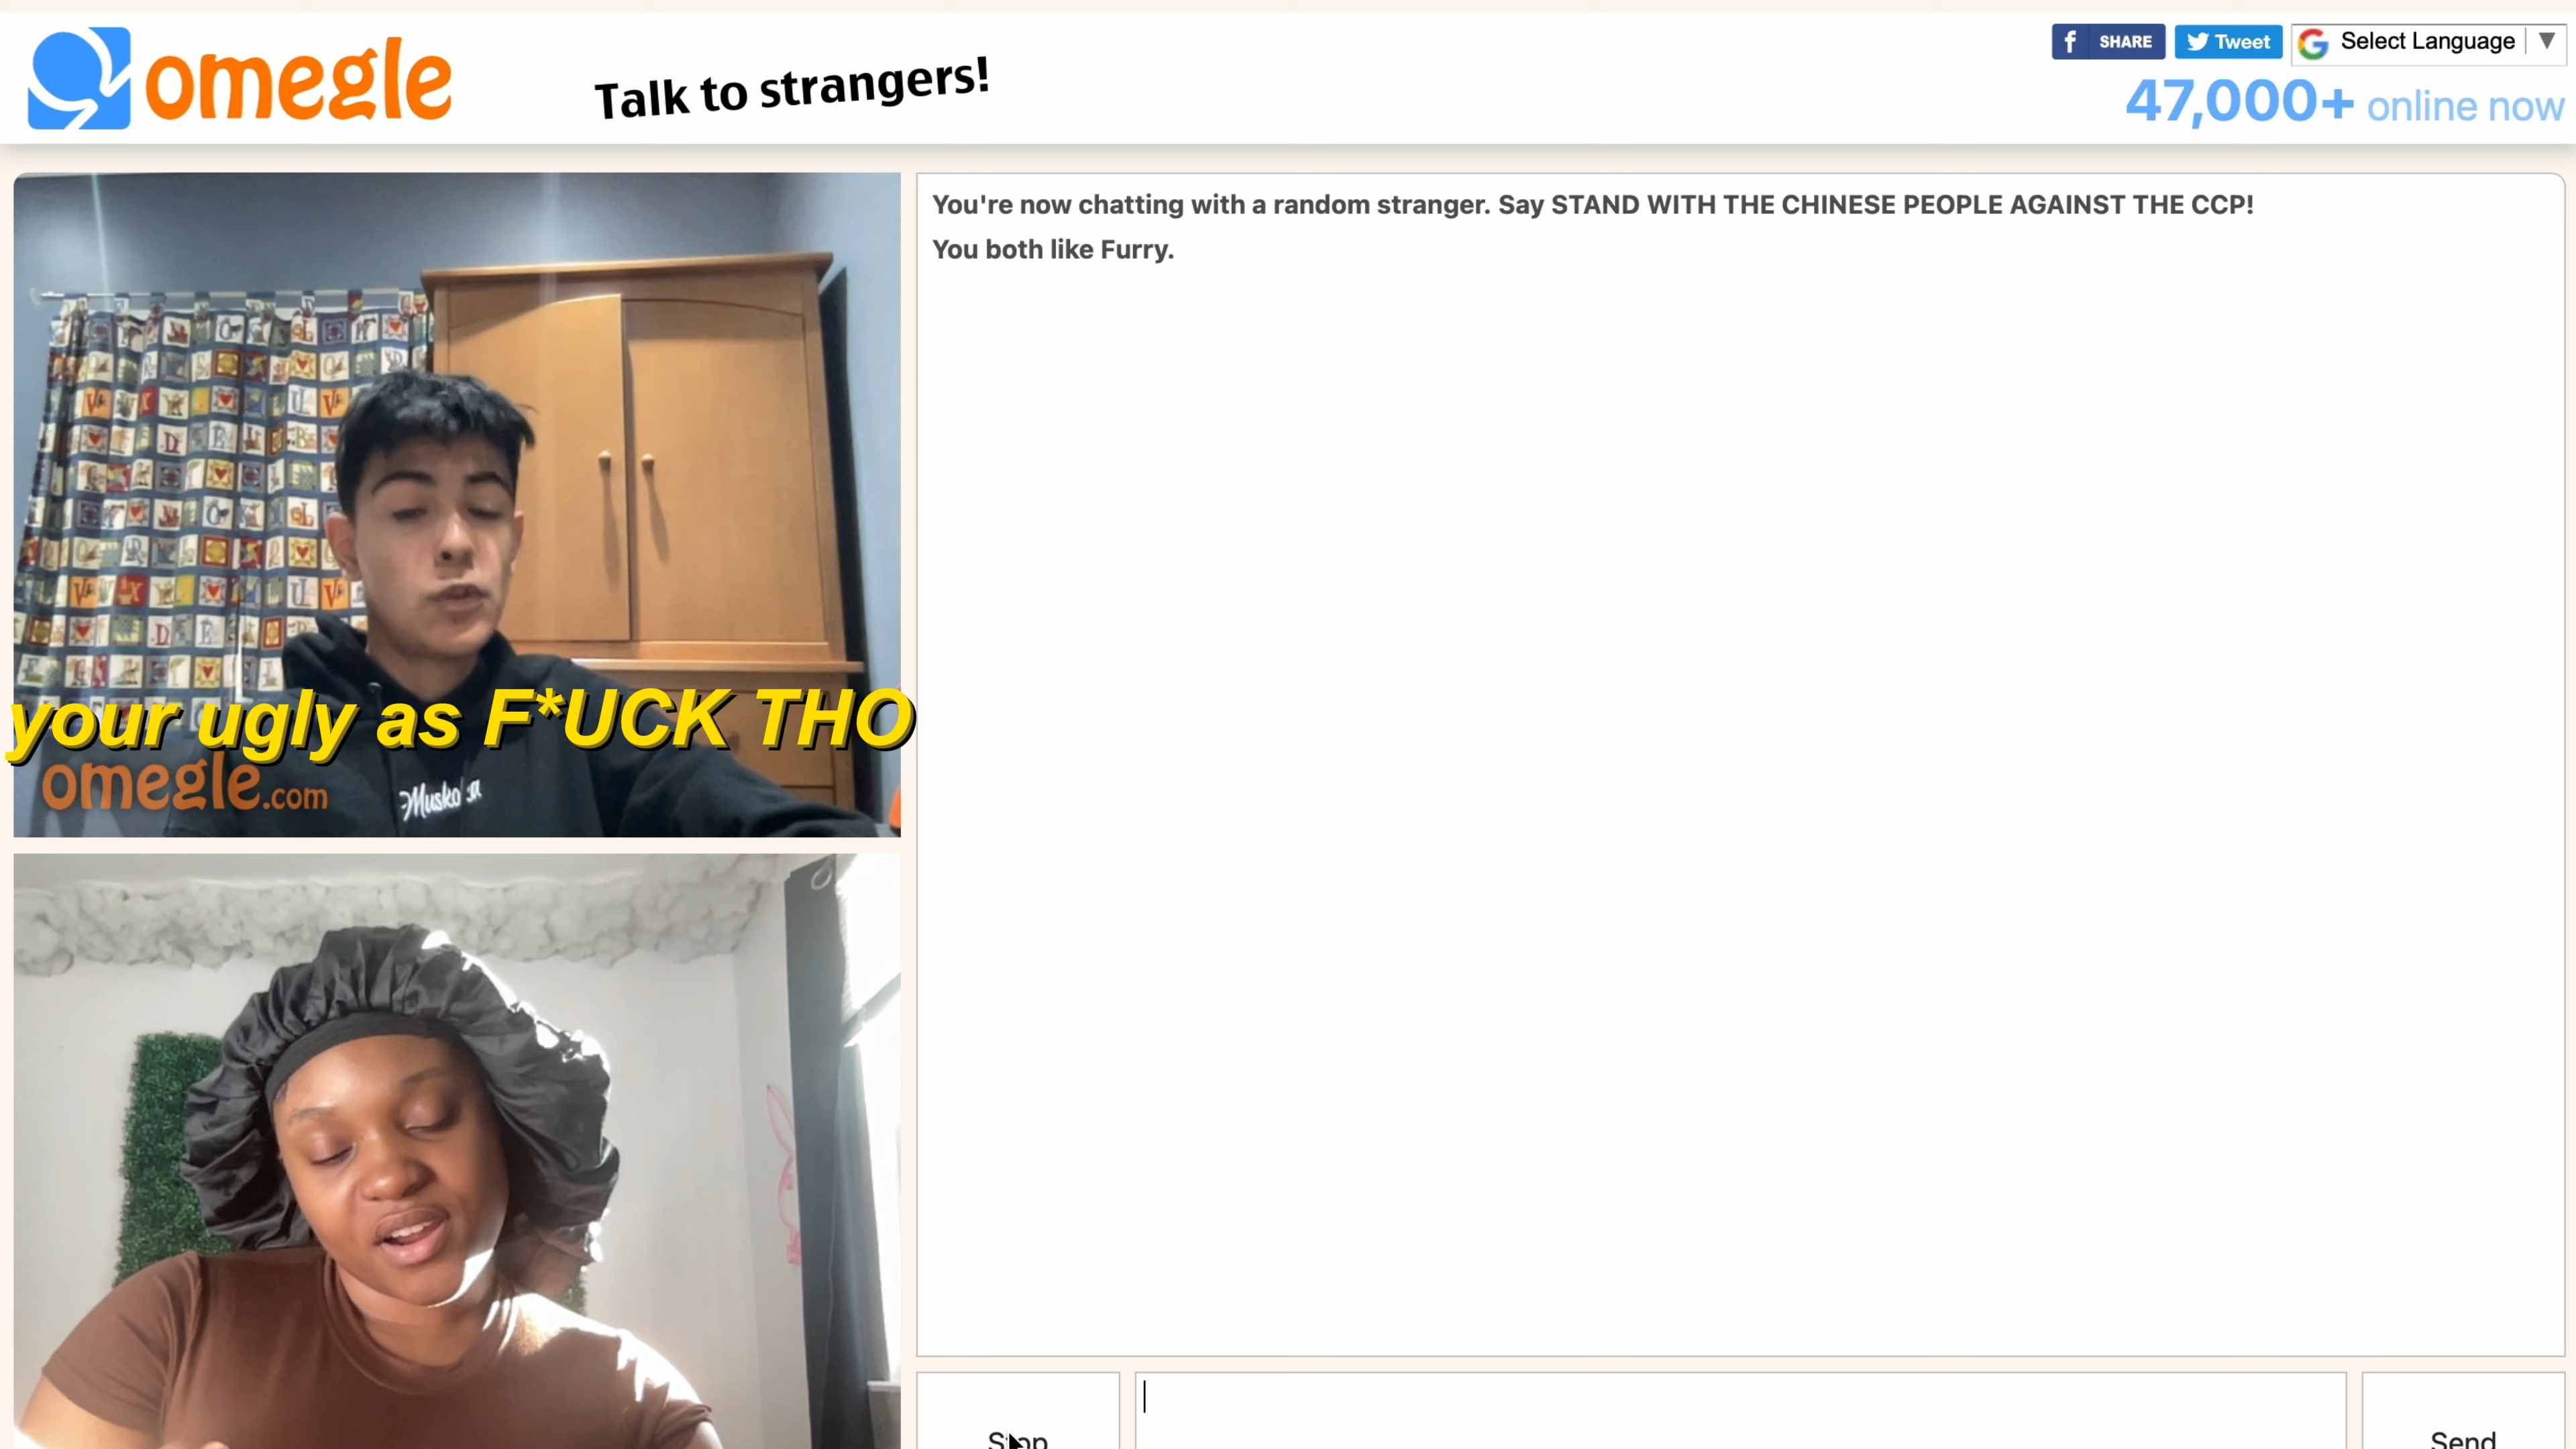 omegle
Talk to strangers!
f SHARE
Tweet
Select Language ▼
47,000+ online now
You're now chatting with a random stranger. Say STAND WITH THE CHINESE PEOPLE AGAINST THE CCP!
You both like Furry.
your ugly as F*UCK THO
omegle.com
Stop
Send